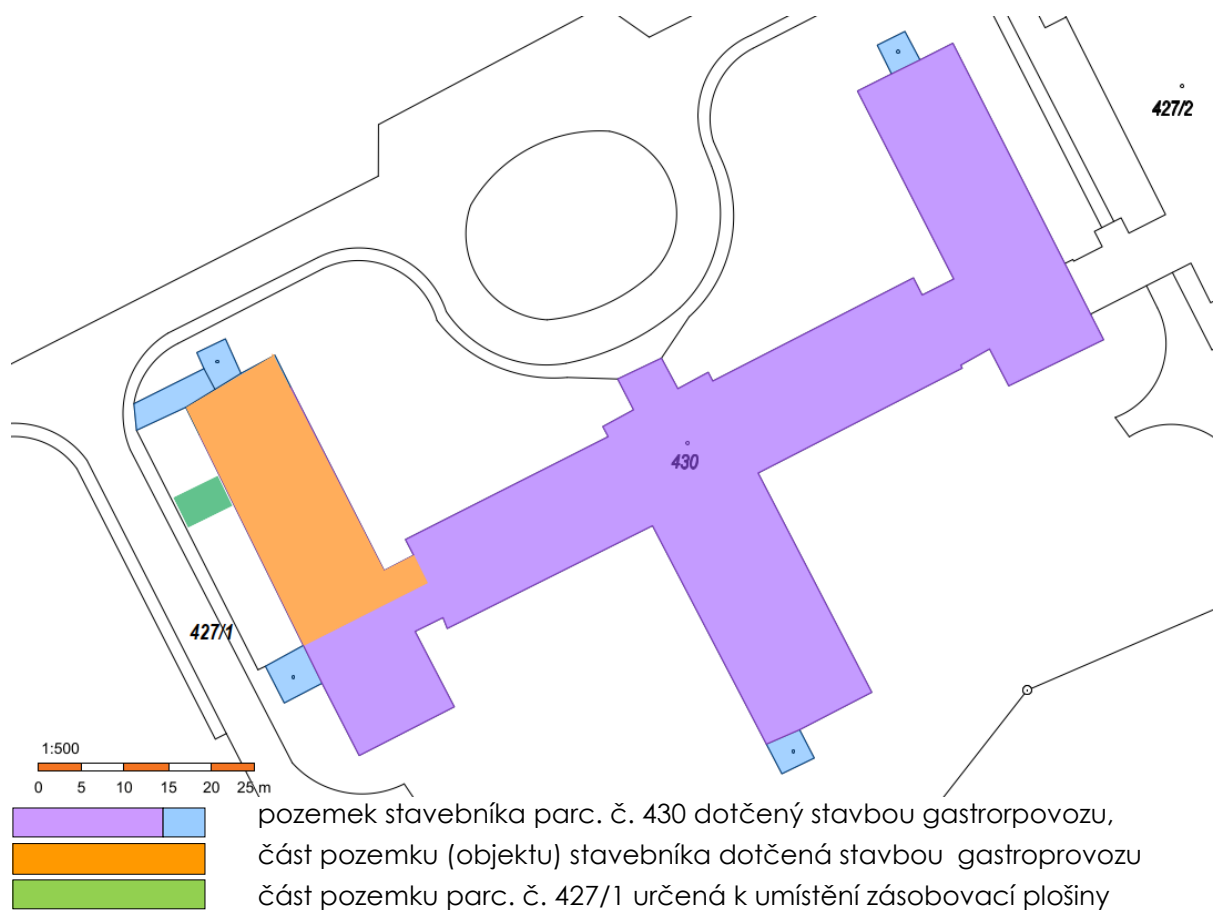 427/2
430
427/1
1:500
0 5 10 15 20 25 m
pozemek stavebníka parc. č. 430 dotčený stavbou gastrorpovozu,
část pozemku (objektu) stavebníka dotčená stavbou gastroprovozu
část pozemku parc. č. 427/1 určená k umístění zásobovací plošiny